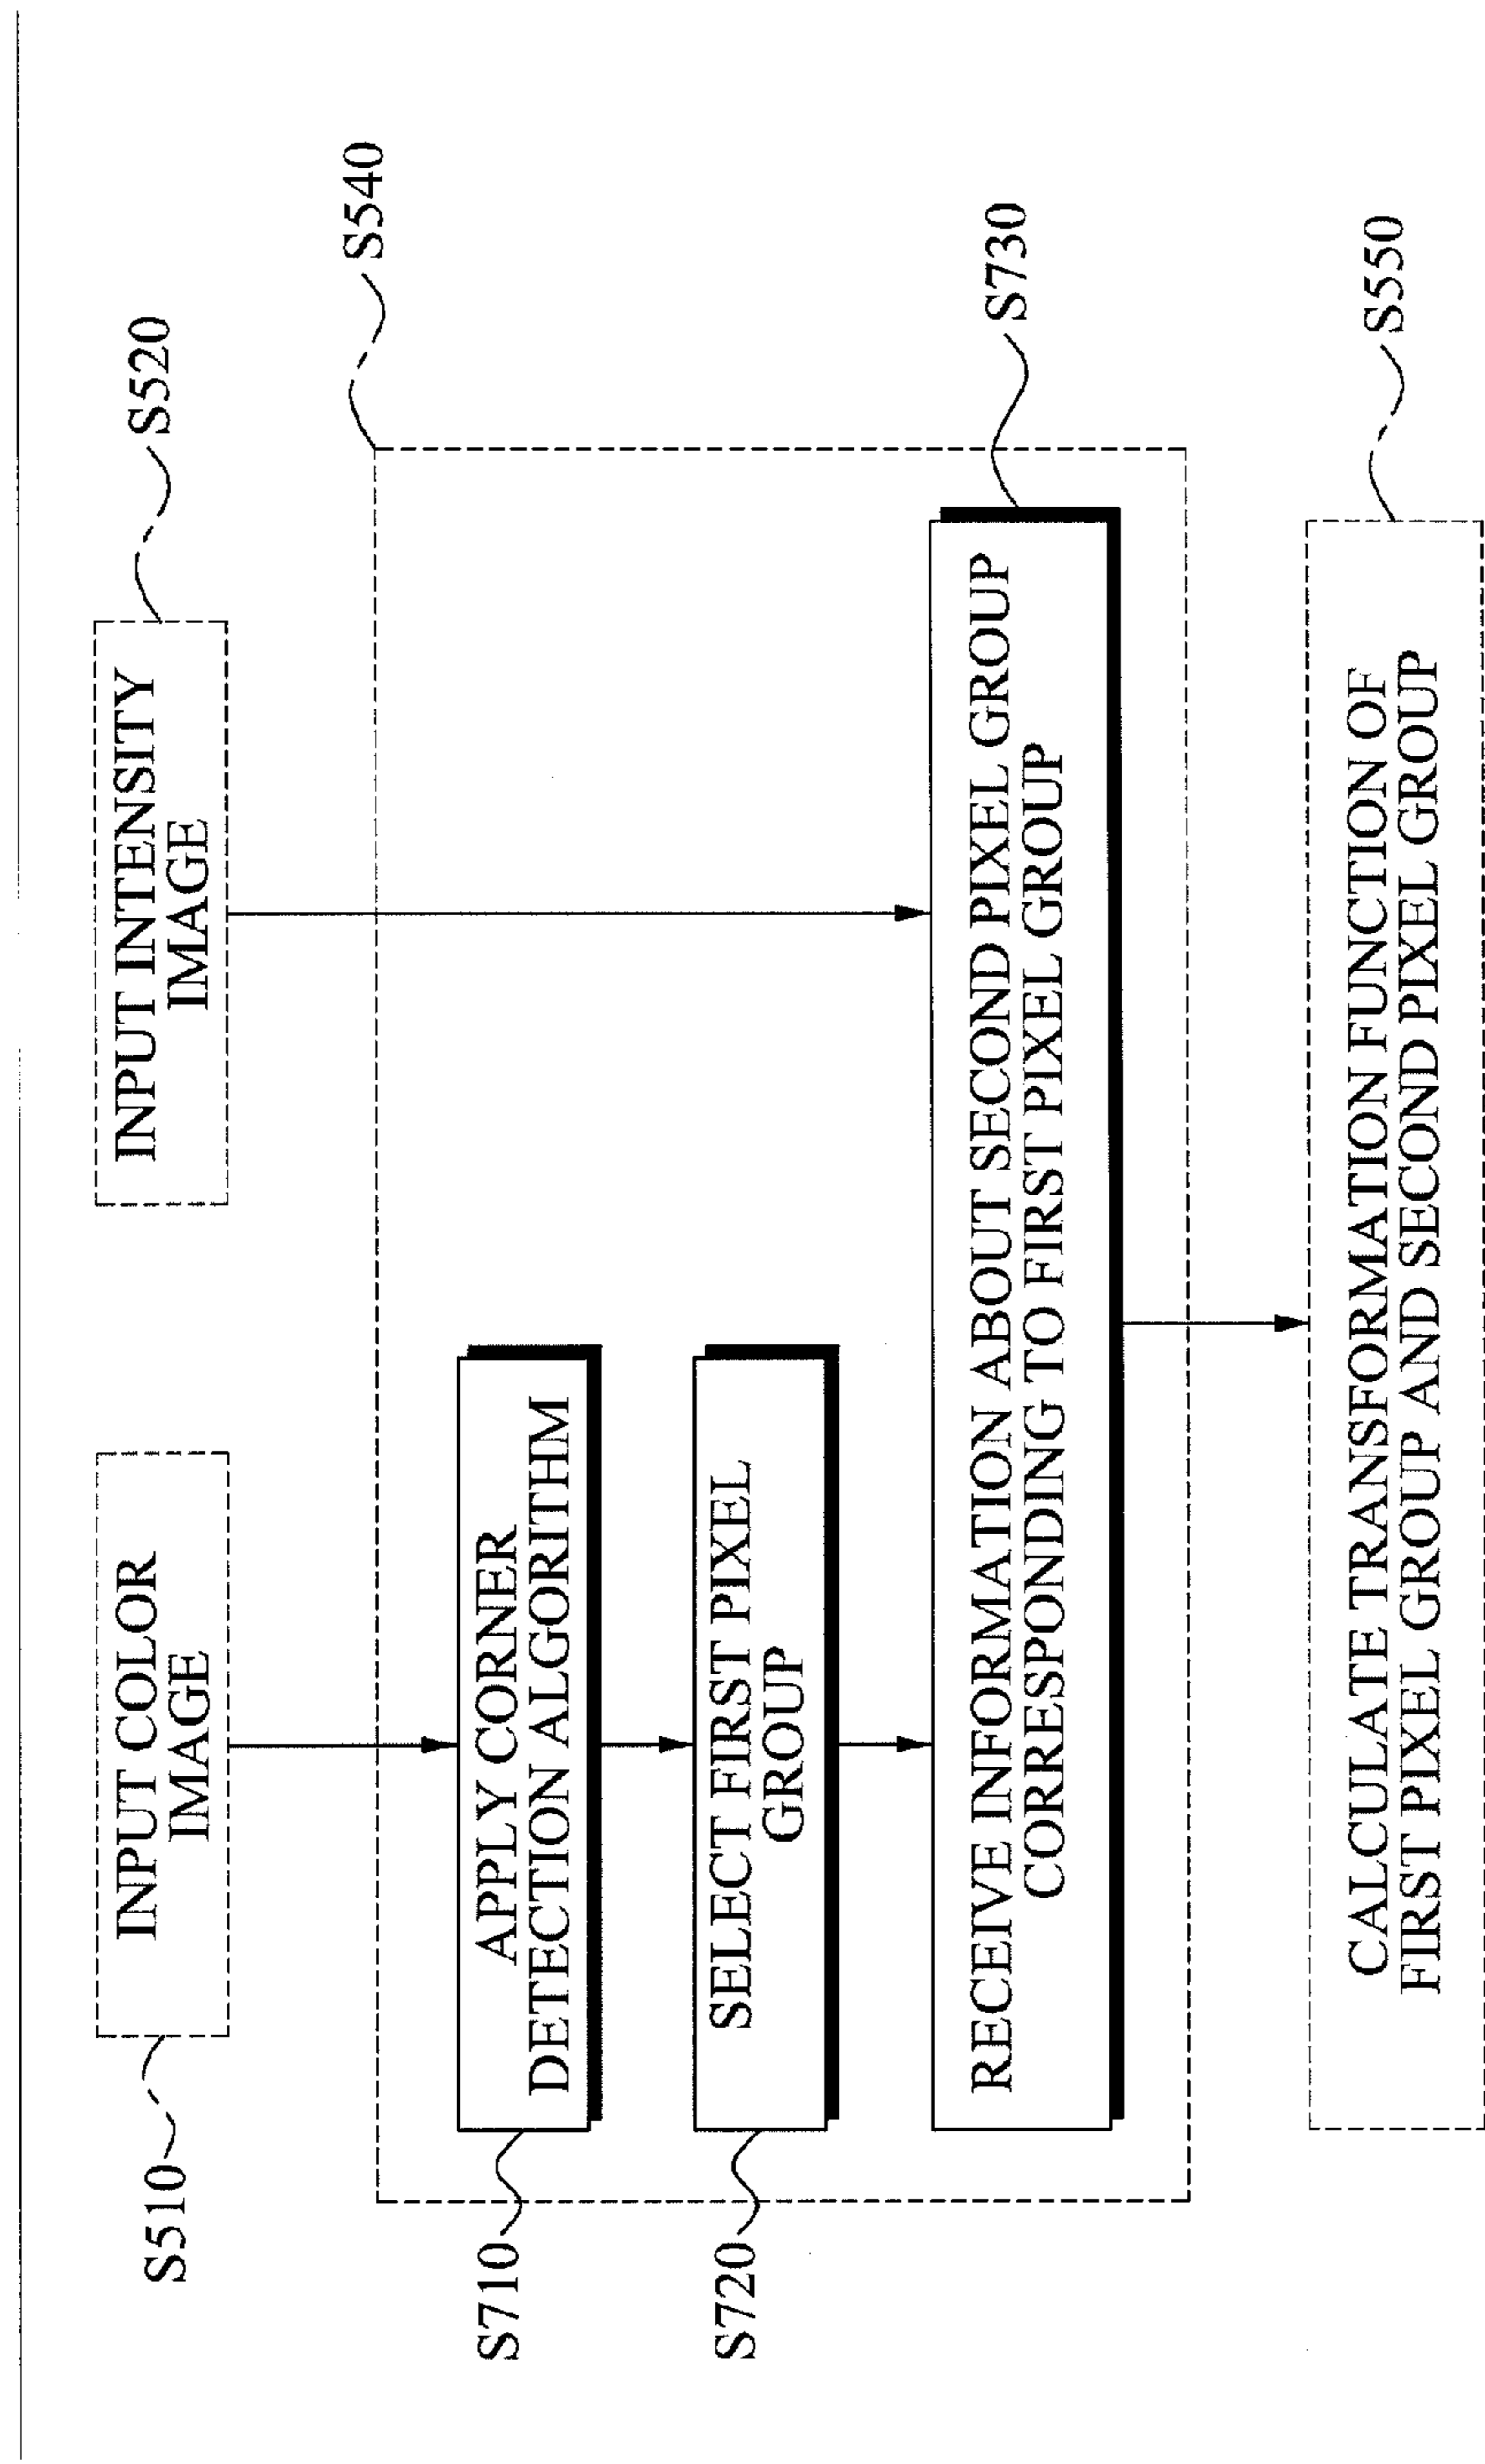 S510
INPUT COLOR
IMAGE
INPUT INTENSITY
IMAGE
S520
S540
S710
APPLY CORNER
DETECTION ALGORITHM
S720
SELECT FIRST PIXEL
GROUP
RECEIVE INFORMATION ABOUT SECOND PIXEL GROUP
CORRESPONDING TO FIRST PIXEL GROUP
S730
CALCULATE TRANSFORMATION FUNCTION OF
FIRST PIXEL GROUP AND SECOND PIXEL GROUP
S550